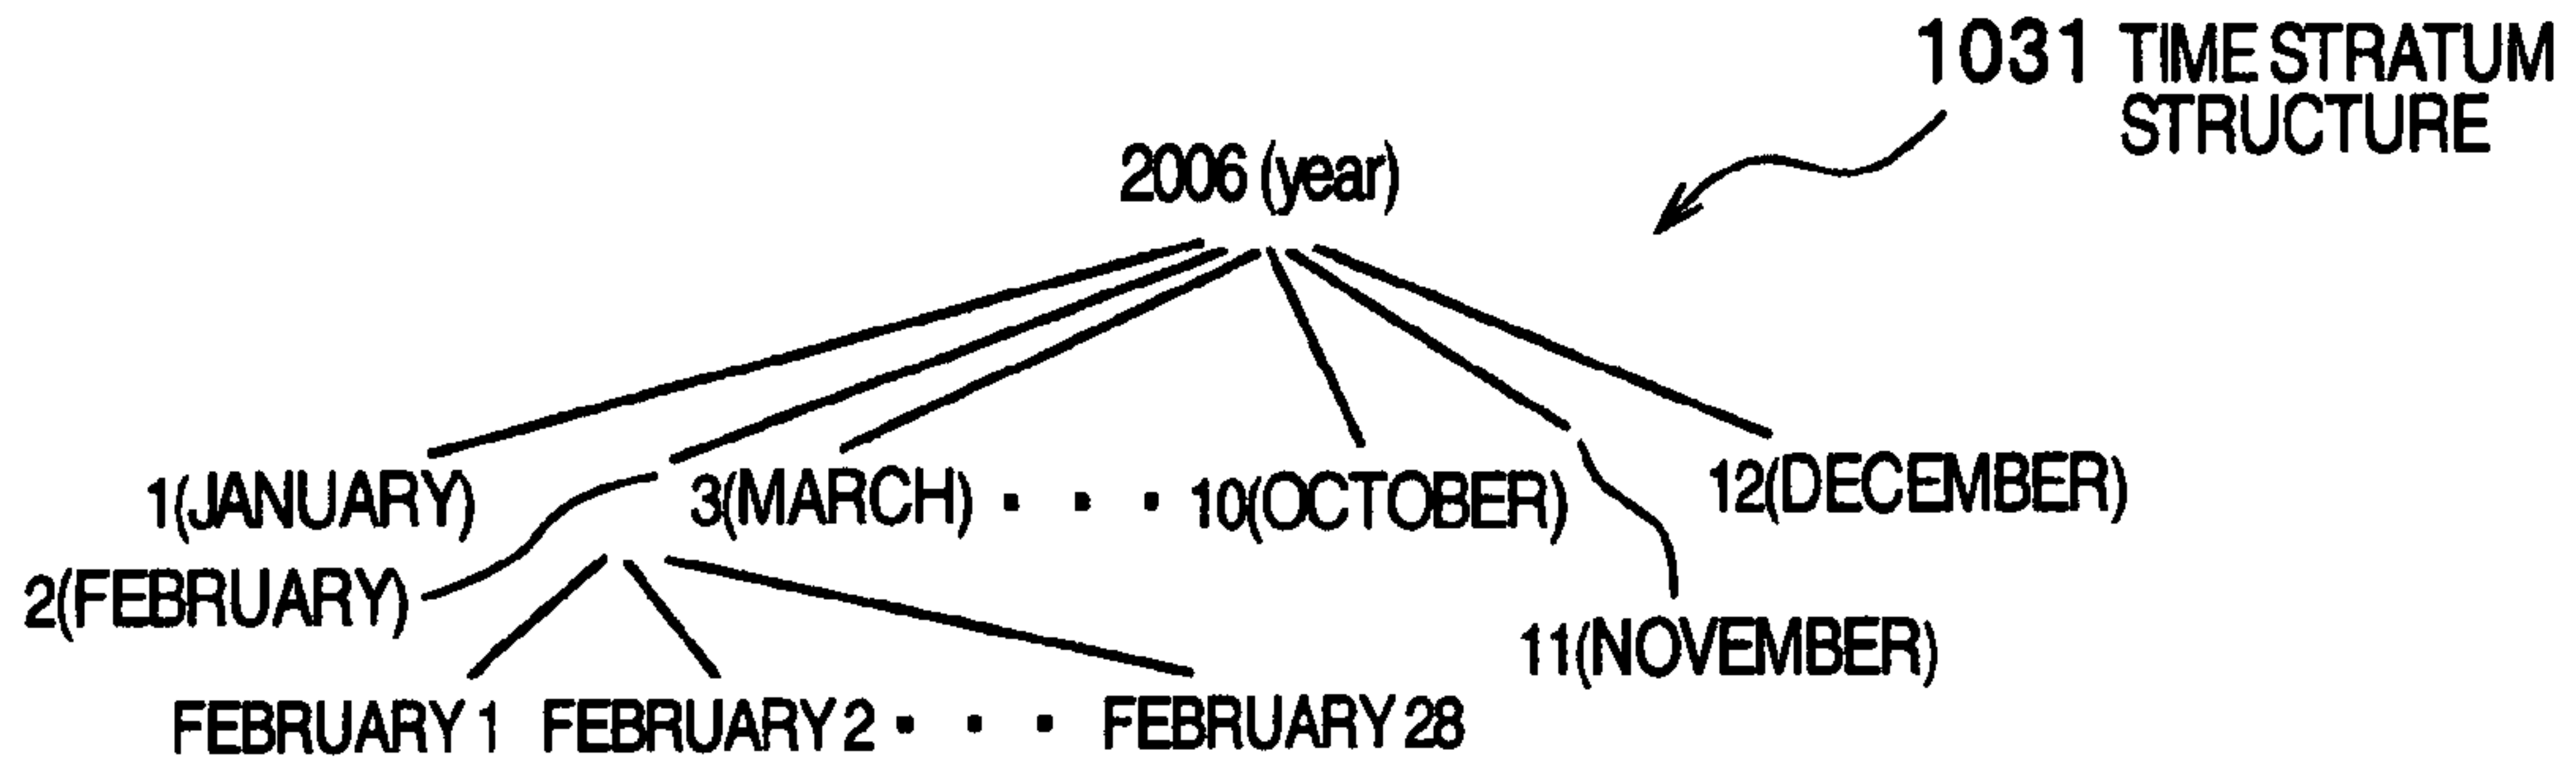 1031 TIME STRATUM
STRUCTURE
2006 (year)
1(JANUARY)
2(FEBRUARY)
3(MARCH) · · · 10(OCTOBER)
11(NOVEMBER)
12(DECEMBER)
FEBRUARY 1 FEBRUARY 2 · · · FEBRUARY 28